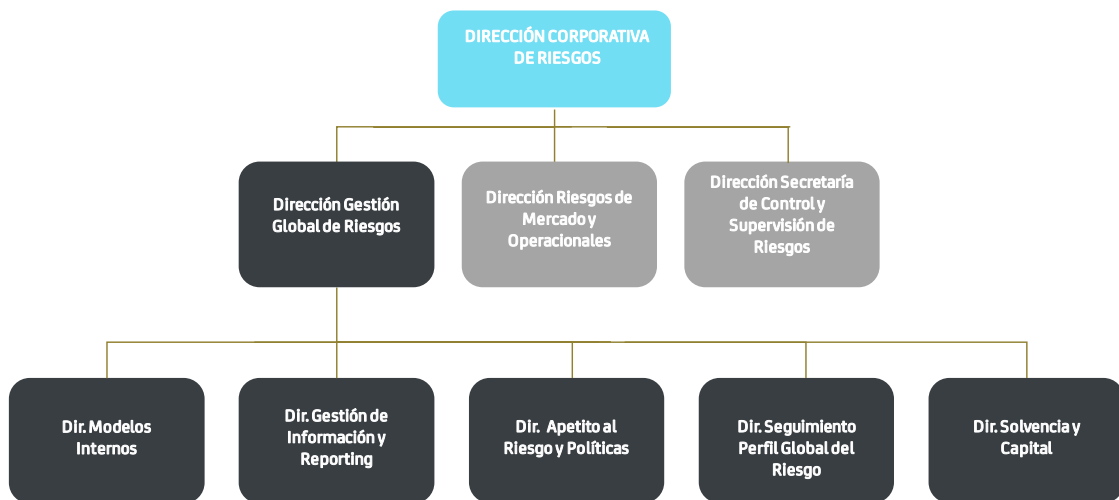 DIRECCIÓN CORPORATIVA
DE RIESGOS
Dirección Gestión
Global de Riesgos
Dirección Riesgos de
Mercado y
Operacionales
Dirección Secretaría
de Control y
Supervisión de
Riesgos
Dir. Modelos
Internos
Dir. Gestión de
Información y
Reporting
Dir. Apetito al
Riesgo y Políticas
Dir. Seguimiento
Perfil Global del
Riesgo
Dir. Solvencia y
Capital